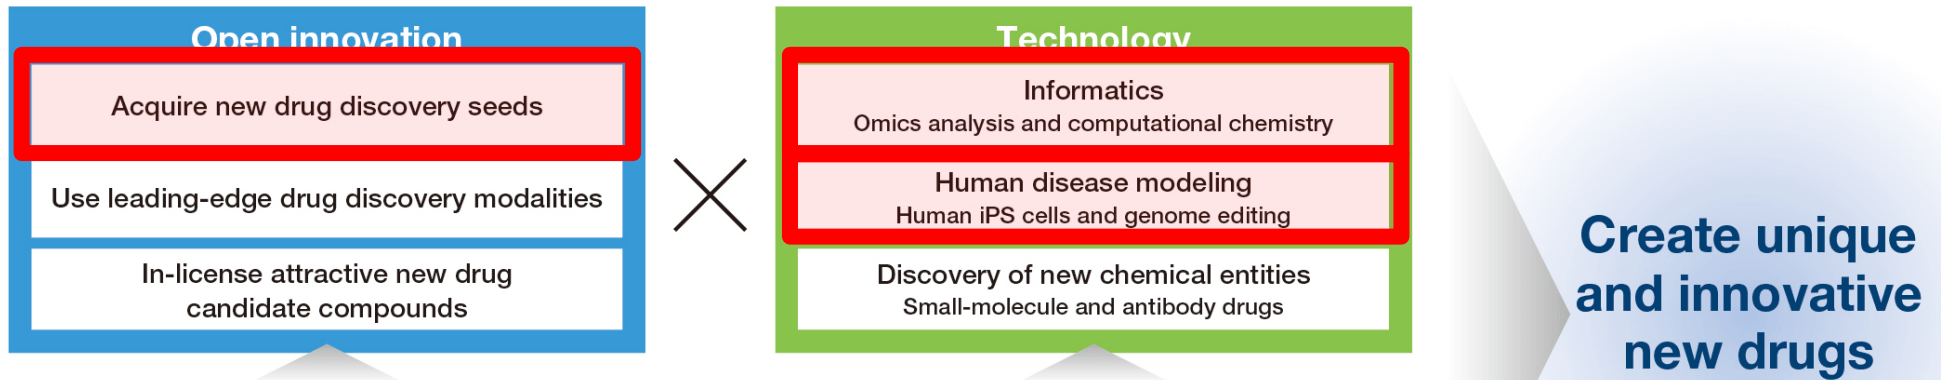 Open innovation
Acquire new drug discovery seeds
Use leading-edge drug discovery modalities
In-license attractive new drug
candidate compounds
Technology
Informatics
Omics analysis and computational chemistry
Human disease modeling
Human iPS cells and genome editing
Discovery of new chemical entities
Small-molecule and antibody drugs
Create unique
and innovative
new drugs